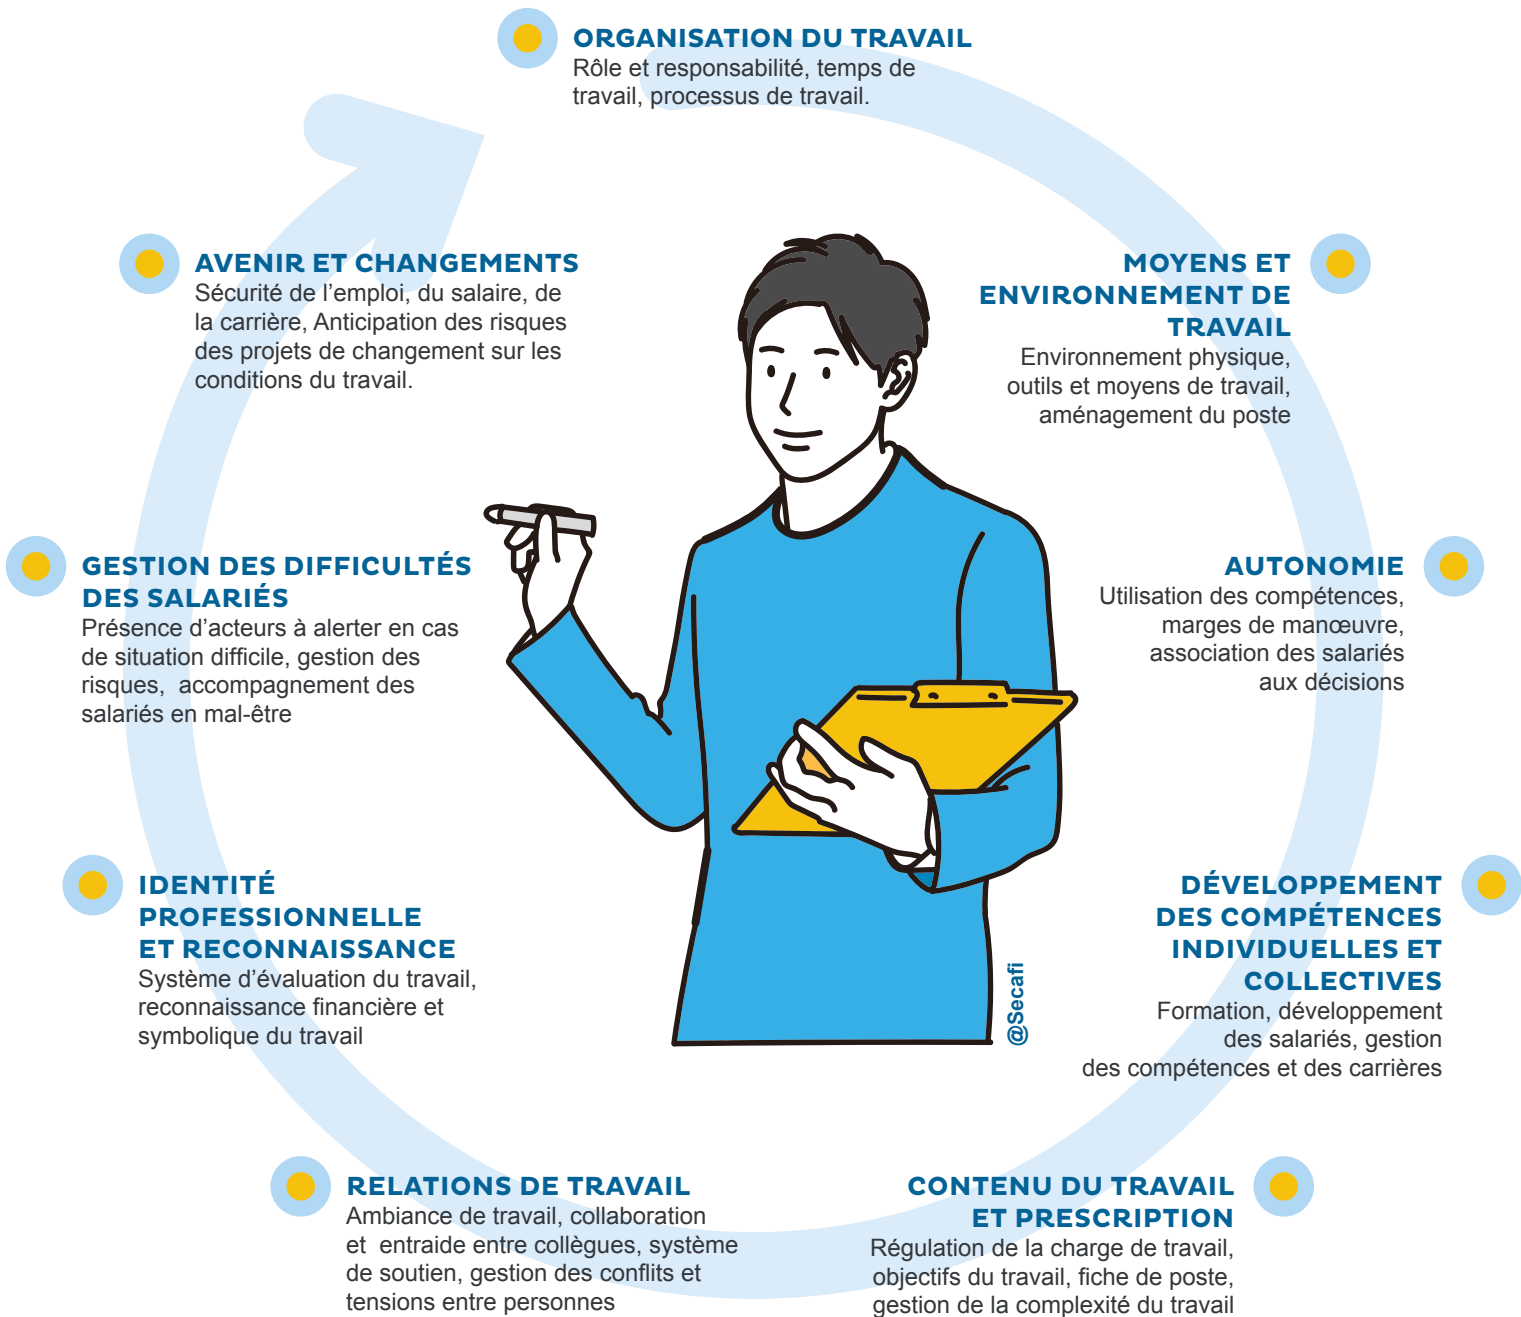 ORGANISATION DU TRAVAIL
Rôle et responsabilité, temps de
travail, processus de travail.
MOYENS ET
ENVIRONNEMENT DE
TRAVAIL
Environnement physique,
outils et moyens de travail,
aménagement du poste
AUTONOMIE
Utilisation des compétences,
marges de manœuvre,
association des salariés
aux décisions
DÉVELOPPEMENT
DES COMPÉTENCES
INDIVIDUELLES ET
COLLECTIVES
Formation, développement
des salariés, gestion
des compétences et des carrières
CONTENU DU TRAVAIL
ET PRESCRIPTION
Régulation de la charge de travail,
objectifs du travail, fiche de poste,
gestion de la complexité du travail
RELATIONS DE TRAVAIL
Ambiance de travail, collaboration
et  entraide entre collègues, système
de soutien, gestion des conflits et
tensions entre personnes
IDENTITÉ
PROFESSIONNELLE
ET RECONNAISSANCE
Système d'évaluation du travail,
reconnaissance financière et
symbolique du travail
GESTION DES DIFFICULTÉS
DES SALARIÉS
Présence d'acteurs à alerter en cas
de situation difficile, gestion des
risques,  accompagnement des
salariés en mal-être
AVENIR ET CHANGEMENTS
Sécurité de l'emploi, du salaire, de
la carrière, Anticipation des risques
des projets de changement sur les
conditions du travail.
@Secafi